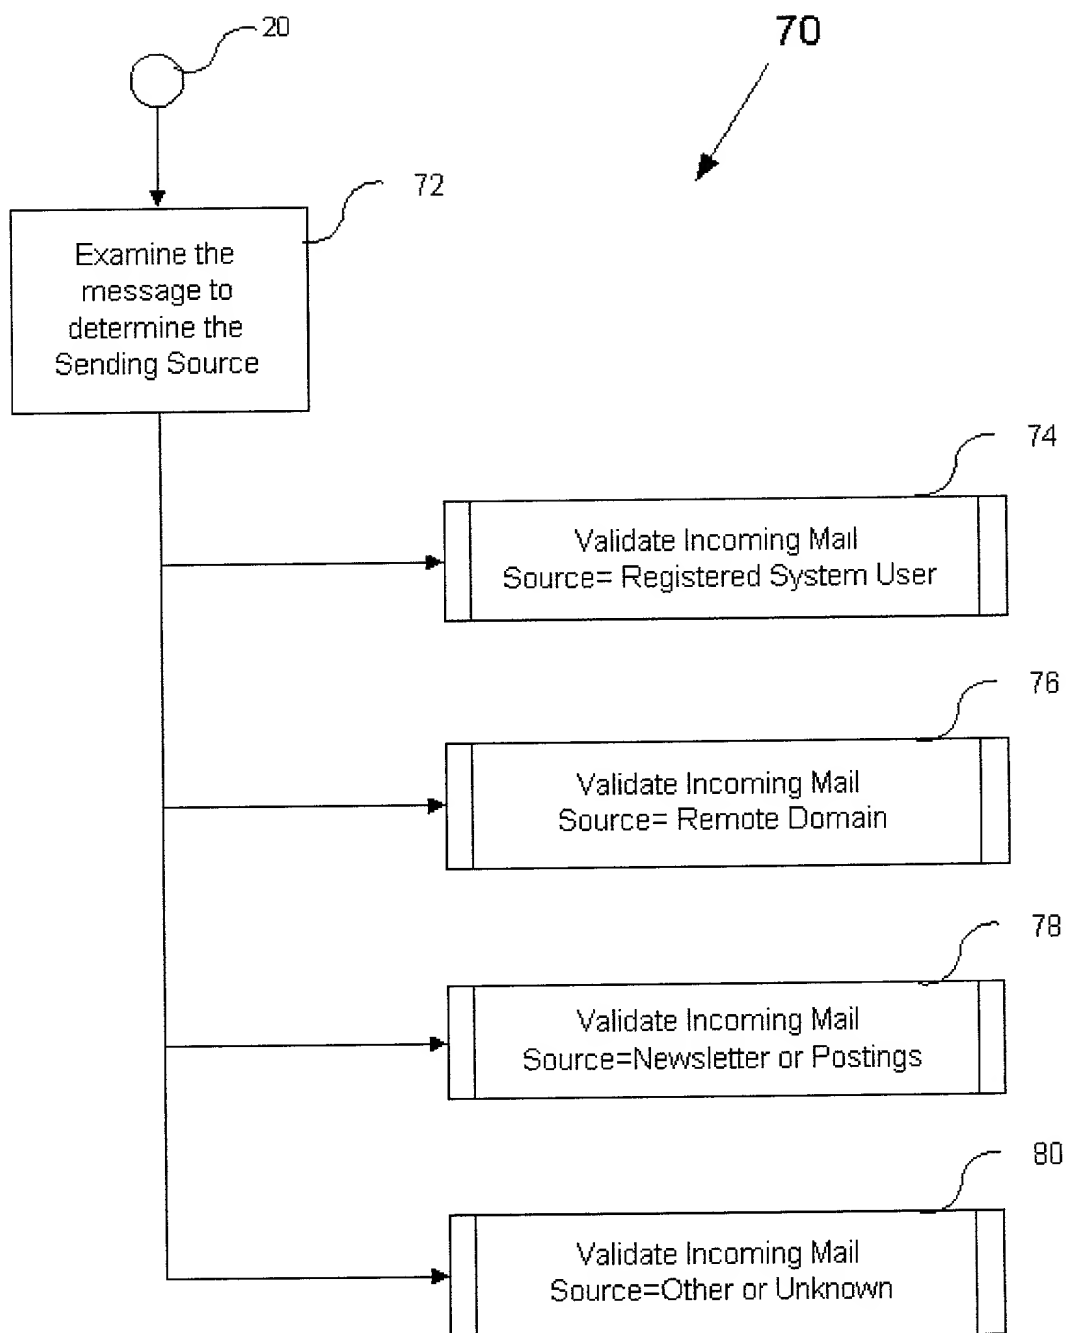 20
70
72
Examine the
message to
determine the
Sending Source
74
Validate Incoming Mail
Source= Registered System User
76
Validate Incoming Mail
Source= Remote Domain
78
Validate Incoming Mail
Source=Newsletter or Postings
80
Validate Incoming Mail
Source=Other or Unknown